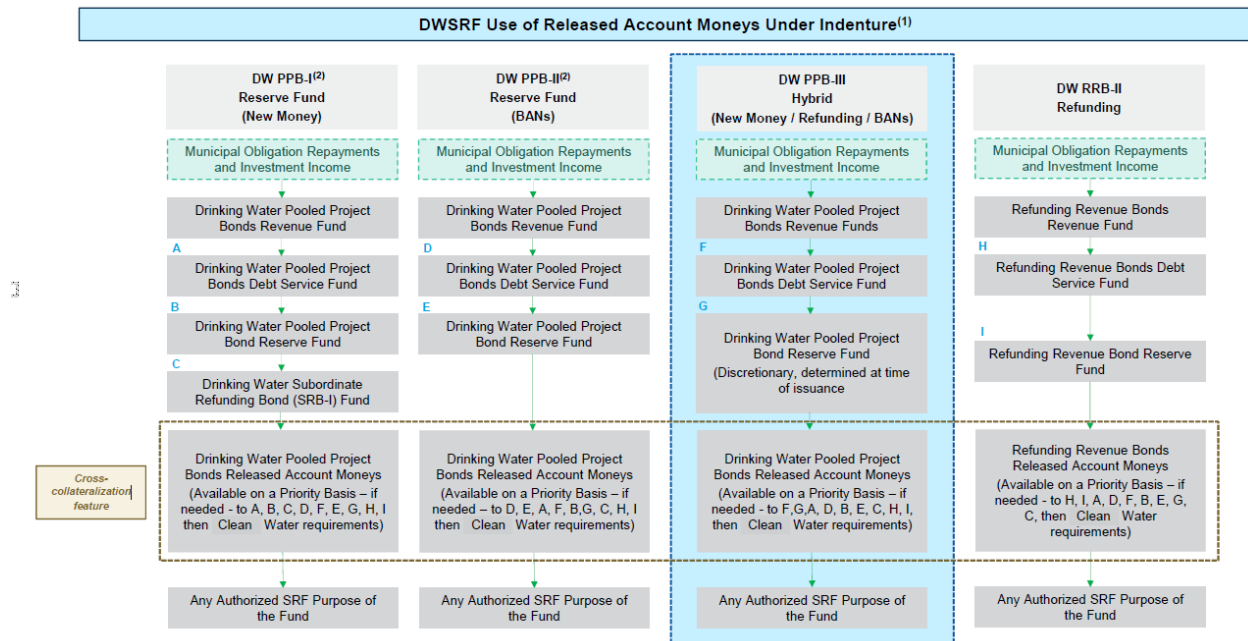 DWSRF Use of Released Account Moneys Under Indenture(1)
DW PPB-I(2)
Reserve Fund
(New Money)
Municipal Obligation Repayments
and Investment Income
Drinking Water Pooled Project
Bonds Revenue Fund
A
Drinking Water Pooled Project
Bonds Debt Service Fund
B
Drinking Water Pooled Project
Bond Reserve Fund
C
Drinking Water Subordinate
Refunding Bond (SRB-I) Fund
Drinking Water Pooled Project
Bonds Released Account Moneys
(Available on a Priority Basis – if
needed - to A, B, C, D, F, E, G, H, I
then Clean Water requirements)
Any Authorized SRF Purpose of
the Fund
DW PPB-II(2)
Reserve Fund
(BANs)
Municipal Obligation Repayments
and Investment Income
Drinking Water Pooled Project
Bonds Revenue Fund
D
Drinking Water Pooled Project
Bonds Debt Service Fund
E
Drinking Water Pooled Project
Bond Reserve Fund
Drinking Water Pooled Project
Bonds Released Account Moneys
(Available on a Priority Basis – if
needed – to D, E, A, F, B,G, C, H, I
then Clean Water requirements)
Any Authorized SRF Purpose of
the Fund
DW PPB-III
Hybrid
(New Money / Refunding / BANs)
Municipal Obligation Repayments
and Investment Income
Drinking Water Pooled Project
Bonds Revenue Funds
F
Drinking Water Pooled Project
Bonds Debt Service Fund
G
Drinking Water Pooled Project
Bond Reserve Fund
(Discretionary, determined at time
of issuance
Drinking Water Pooled Project
Bonds Released Account Moneys
(Available on a Priority Basis – if
needed - to F,G,A, D, B, E, C, H, I,
then Clean Water requirements)
Any Authorized SRF Purpose of
the Fund
DW RRB-II
Refunding
Municipal Obligation Repayments
and Investment Income
Refunding Revenue Bonds
Revenue Fund
H
Refunding Revenue Bonds Debt
Service Fund
I
Refunding Revenue Bond Reserve
Fund
Refunding Revenue Bonds
Released Account Moneys
(Available on a Priority Basis – if
needed - to H, I, A, D, F, B, E, G,
C, then Clean Water
requirements)
Any Authorized SRF Purpose of
the Fund
Cross-
collateralization
feature